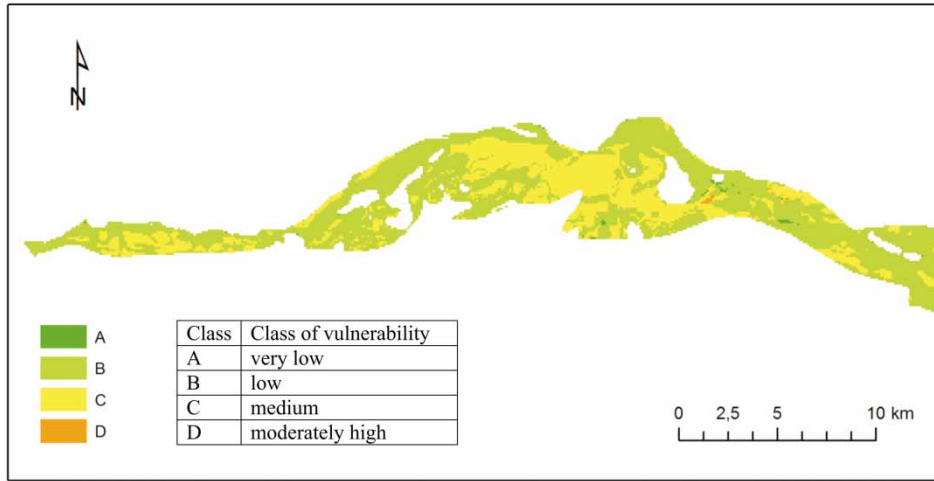 N
A
B
C
D
Class Class of vulnerability
A very low
B low
C medium
D moderately high
0 2,5 5 10 km